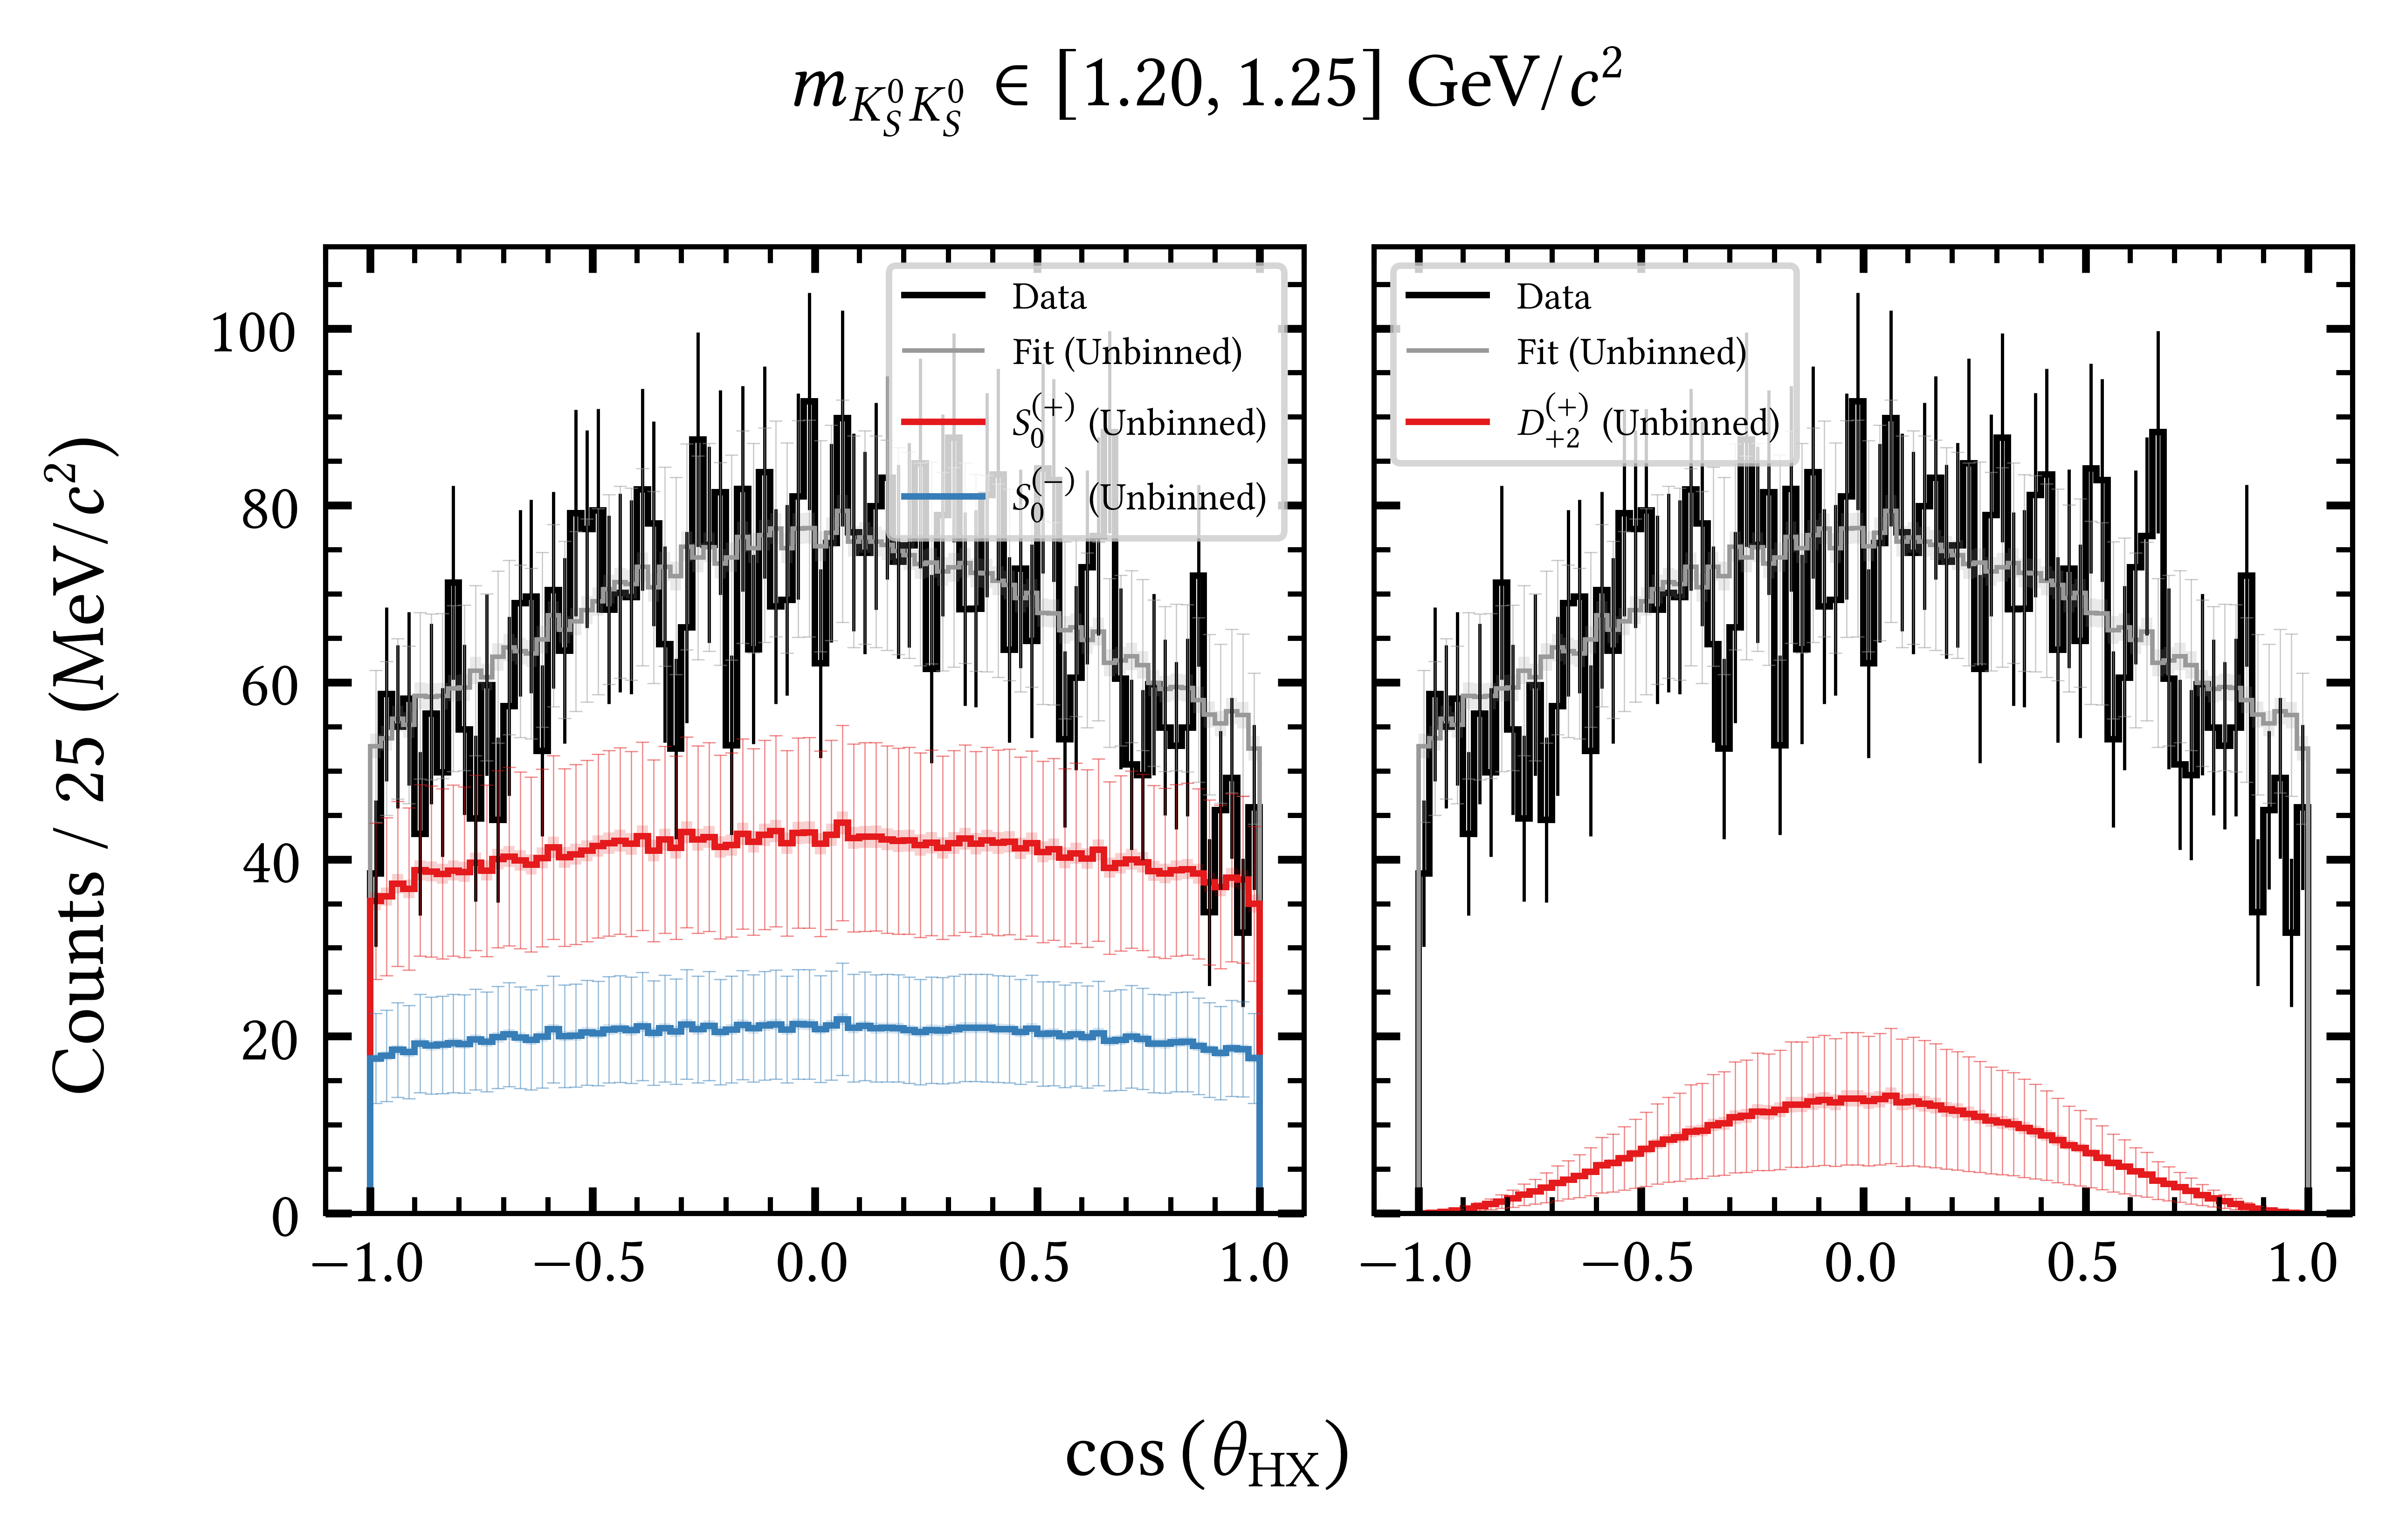 m_{K_S^0 K_S^0} ∈ [1.20, 1.25] GeV/c²
Counts / 25 (MeV/c²)
100
80
60
40
20
0
Data
Fit (Unbinned)
S_0^{(+)} (Unbinned)
S_0^{(−)} (Unbinned)
−1.0 −0.5 0.0 0.5 1.0
Data
Fit (Unbinned)
D_{+2}^{(+)} (Unbinned)
−1.0 −0.5 0.0 0.5 1.0
cos (θ_{HX})